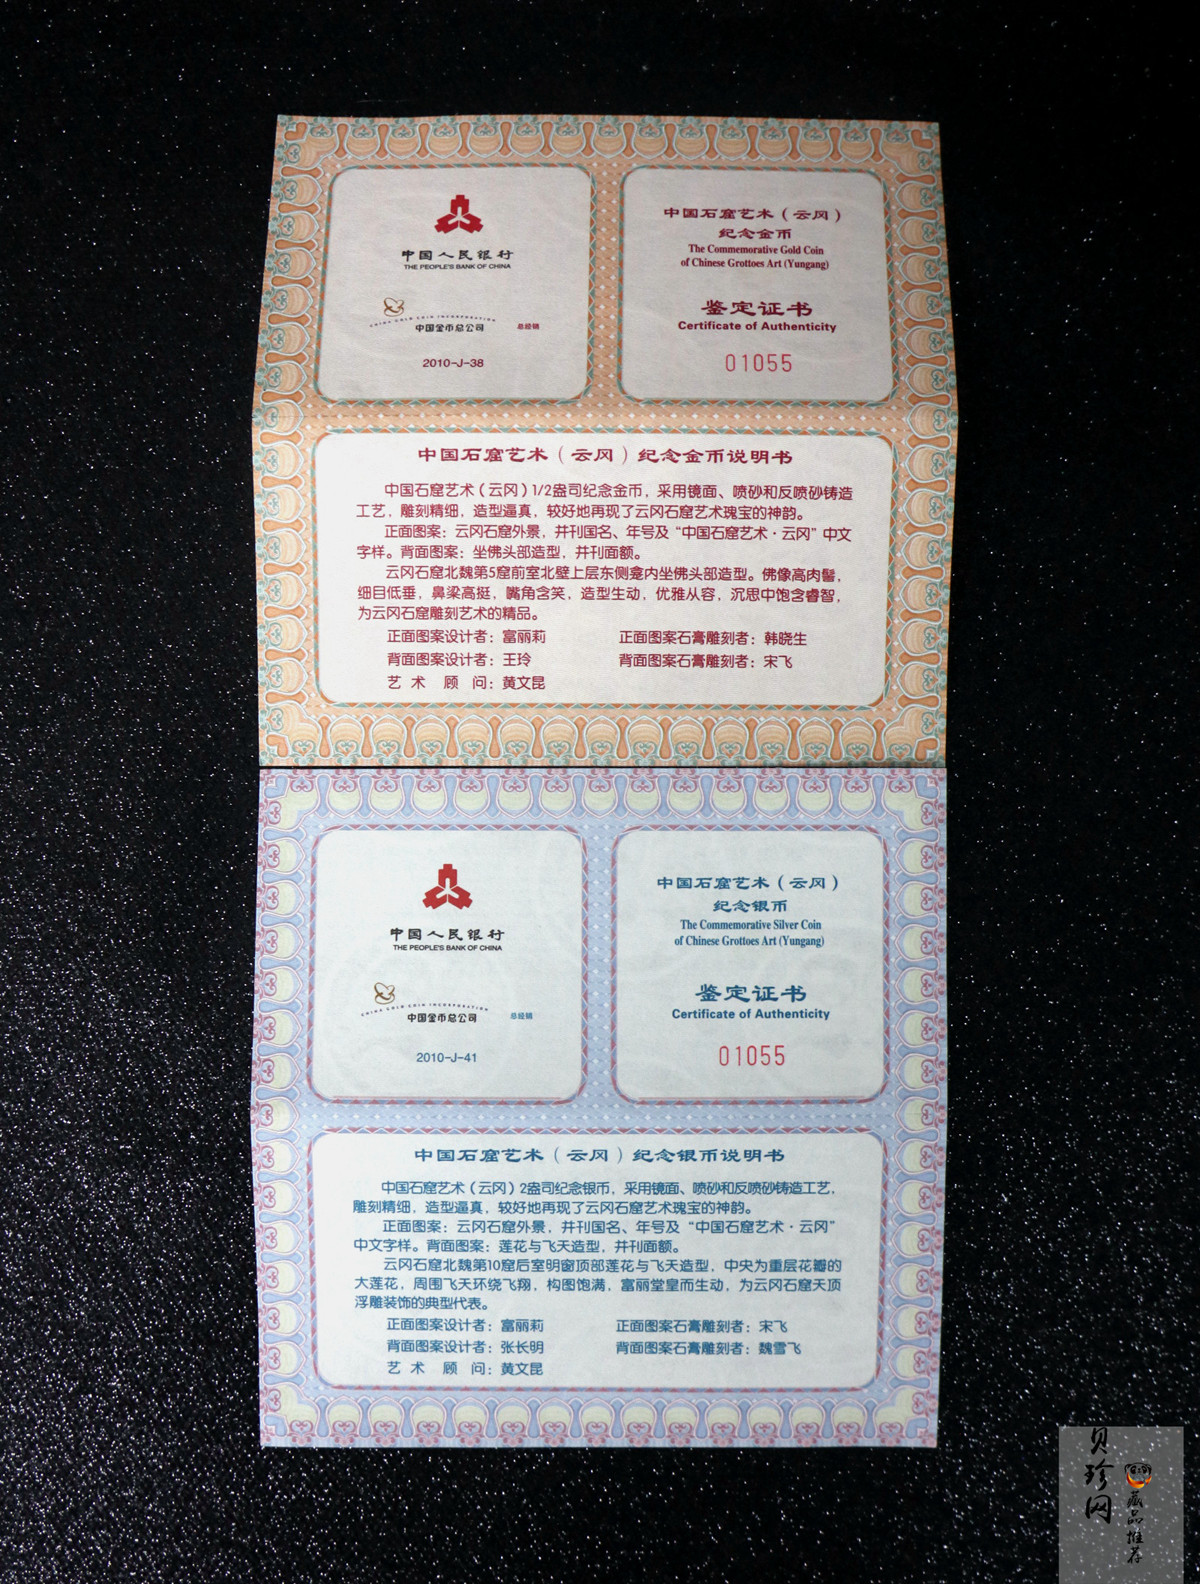 中国人民银行
THE PEOPLE'S BANK OF CHINA
CHINA GOLD COIN INCORPORATION
中国金币总公司 总经销
2010-J-38
中国石窟艺术（云冈）
纪念金币
The Commemorative Gold Coin
of Chinese Grottoes Art (Yungang)
鉴定证书
Certificate of Authenticity
01055
中国石窟艺术（云冈）纪念金币说明书
中国石窟艺术（云冈）1/2盎司纪念金币，采用镜面、喷砂和反喷砂铸造
工艺，雕刻精细，造型逼真，较好地再现了云冈石窟艺术瑰宝的神韵。
正面图案：云冈石窟外景，并刊国名、年号及“中国石窟艺术·云冈”中文
字样。背面图案：坐佛头部造型，并刊面额。
云冈石窟北魏第5窟前室北壁上层东侧龛内坐佛头部造型。佛像高肉髻，
细目低垂，鼻梁高挺，嘴角含笑，造型生动，优雅从容，沉思中饱含睿智，
为云冈石窟雕刻艺术的精品。
正面图案设计者：富丽莉 正面图案石膏雕刻者：韩晓生
背面图案设计者：王玲 背面图案石膏雕刻者：宋飞
艺术顾问：黄文昆
中国人民银行
THE PEOPLE'S BANK OF CHINA
CHINA GOLD COIN INCORPORATION
中国金币总公司 总经销
2010-J-41
中国石窟艺术（云冈）
纪念银币
The Commemorative Silver Coin
of Chinese Grottoes Art (Yungang)
鉴定证书
Certificate of Authenticity
01055
中国石窟艺术（云冈）纪念银币说明书
中国石窟艺术（云冈）2盎司纪念银币，采用镜面、喷砂和反喷砂铸造工艺，
雕刻精细，造型逼真，较好地再现了云冈石窟艺术瑰宝的神韵。
正面图案：云冈石窟外景，并刊国名、年号及“中国石窟艺术·云冈”
中文字样。背面图案：莲花与飞天造型，并刊面额。
云冈石窟北魏第10窟后室明窗顶部莲花与飞天造型，中央为重层花瓣的
大莲花，周围飞天环绕飞翔，构图饱满，富丽堂皇而生动，为云冈石窟天顶
浮雕装饰的典型代表。
正面图案设计者：富丽莉 正面图案石膏雕刻者：宋飞
背面图案设计者：张长明 背面图案石膏雕刻者：魏雪飞
艺术顾问：黄文昆
贝珍网
藏品推荐